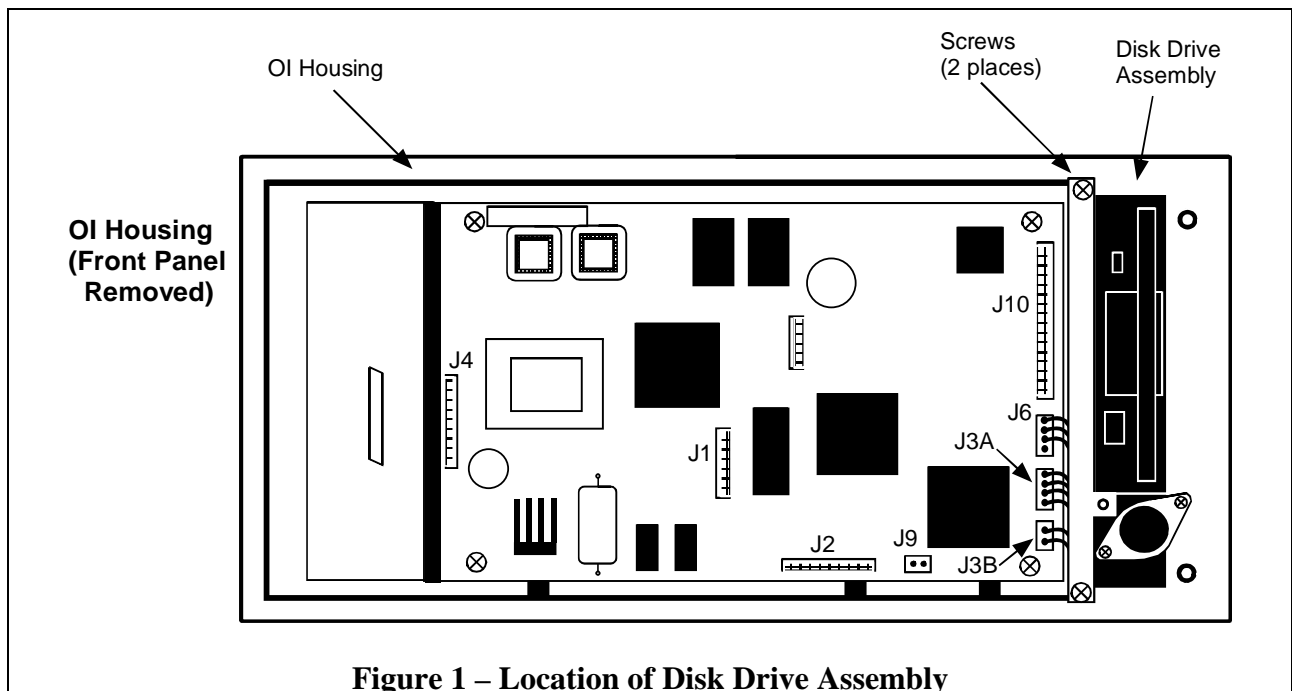 OI Housing
Screws
(2 places)
Disk Drive
Assembly
OI Housing
(Front Panel
Removed)
J4
J10
J6
J3A
J1
J2
J9
J3B
Figure 1 – Location of Disk Drive Assembly